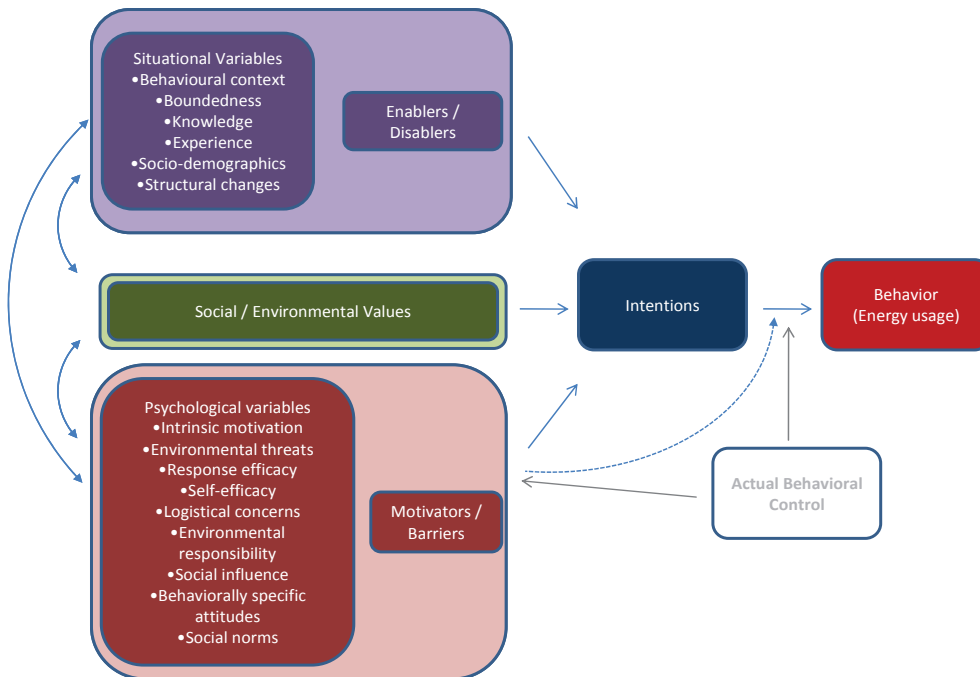 Situational Variables
•Behavioural context
•Boundedness
•Knowledge
•Experience
•Socio-demographics
•Structural changes
Enablers /
Disablers
Social / Environmental Values
Intentions
Behavior
(Energy usage)
Psychological variables
•Intrinsic motivation
•Environmental threats
•Response efficacy
•Self-efficacy
•Logistical concerns
•Environmental
responsibility
•Social influence
•Behaviorally specific
attitudes
•Social norms
Motivators /
Barriers
Actual Behavioral
Control